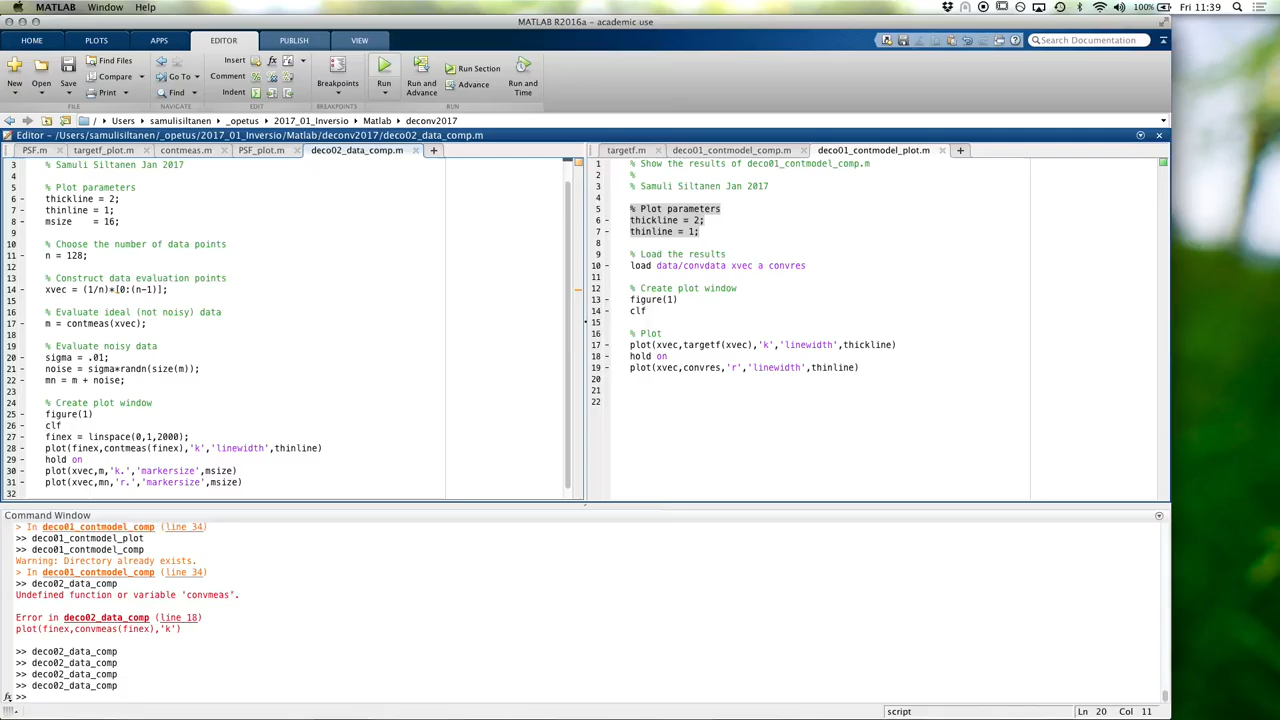 MATLAB Window Help
100% Fri 11:39
MATLAB R2016a - academic use
HOME PLOTS APPS EDITOR PUBLISH VIEW
Search Documentation
New Open Save Find Files Compare Print
Go To Find
Insert Comment Indent
Breakpoints Run Run and Advance Run Section Advance Run and Time
FILE NAVIGATE EDIT BREAKPOINTS RUN
/ Users samulisiltanen _opetus 2017_01_Inversio Matlab deconv2017
Editor - /Users/samulisiltanen/_opetus/2017_01_Inversio/Matlab/deconv2017/deco02_data_comp.m
PSF.m targetf_plot.m contmeas.m PSF_plot.m deco02_data_comp.m
3 % Samuli Siltanen Jan 2017
4
5 % Plot parameters
6 thickline = 2;
7 thinline = 1;
8 msize = 16;
9
10 % Choose the number of data points
11 n = 128;
12
13 % Construct data evaluation points
14 xvec = (1/n)*[0:(n-1)];
15
16 % Evaluate ideal (not noisy) data
17 m = contmeas(xvec);
18
19 % Evaluate noisy data
20 sigma = .01;
21 noise = sigma*randn(size(m));
22 mn = m + noise;
23
24 % Create plot window
25 figure(1)
26 clf
27 finex = linspace(0,1,2000);
28 plot(finex,contmeas(finex),'k','linewidth',thinline)
29 hold on
30 plot(xvec,m,'k.','markersize',msize)
31 plot(xvec,mn,'r.','markersize',msize)
32
targetf.m deco01_contmodel_comp.m deco01_contmodel_plot.m
1 % Show the results of deco01_contmodel_comp.m
2 %
3 % Samuli Siltanen Jan 2017
4
5 % Plot parameters
6 thickline = 2;
7 thinline = 1;
8
9 % Load the results
10 load data/convdata xvec a convres
11
12 % Create plot window
13 figure(1)
14 clf
15
16 % Plot
17 plot(xvec,targetf(xvec),'k','linewidth',thickline)
18 hold on
19 plot(xvec,convres,'r','linewidth',thinline)
20
21
22
Command Window
> In deco01_contmodel_comp (line 34)
>> deco01_contmodel_plot
>> deco01_contmodel_comp
Warning: Directory already exists.
> In deco01_contmodel_comp (line 34)
>> deco02_data_comp
Undefined function or variable 'convmeas'.
Error in deco02_data_comp (line 18)
plot(finex,convmeas(finex),'k')
>> deco02_data_comp
>> deco02_data_comp
>> deco02_data_comp
>> deco02_data_comp
fx >>
script Ln 20 Col 11